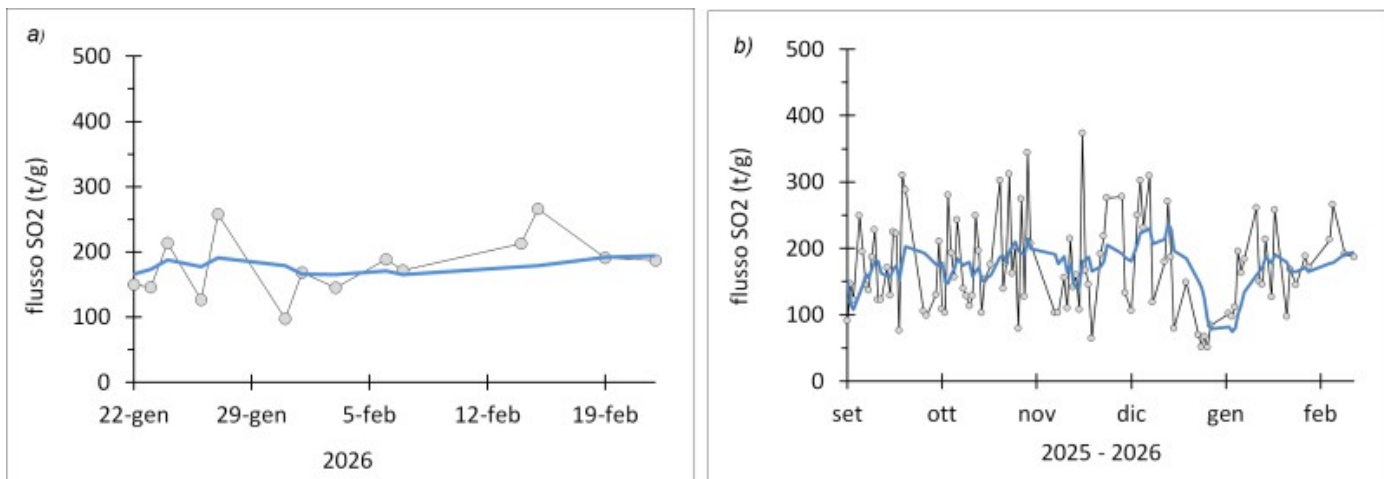 a)
500
400
300
200
100
0
flusso SO2 (t/g)
22-gen 29-gen 5-feb 12-feb 19-feb
2026
b)
500
400
300
200
100
0
flusso SO2 (t/g)
set ott nov dic gen feb
2025 - 2026